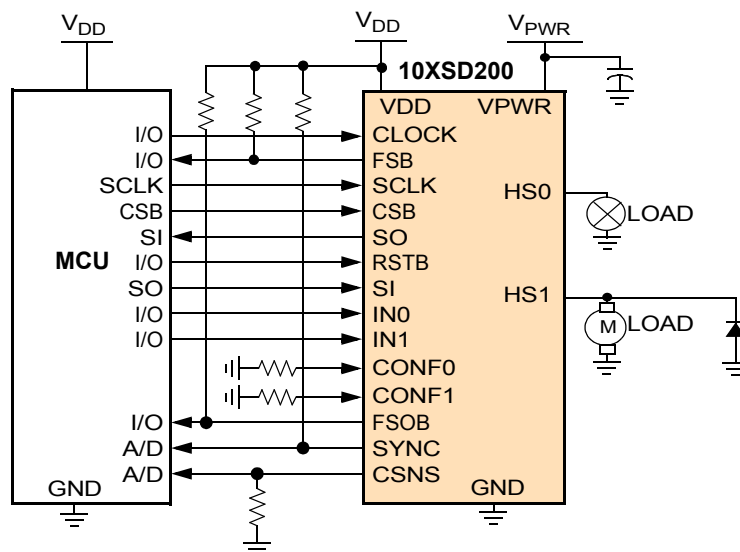 VDD
VDD
VPWR
10XSD200
VDD
VPWR
I/O
CLOCK
I/O
FSB
SCLK
SCLK
HS0
CSB
CSB
LOAD
SI
SO
MCU
I/O
RSTB
SO
SI
HS1
I/O
IN0
M
LOAD
I/O
IN1
CONF0
CONF1
I/O
FSOB
A/D
SYNC
A/D
CSNS
GND
GND